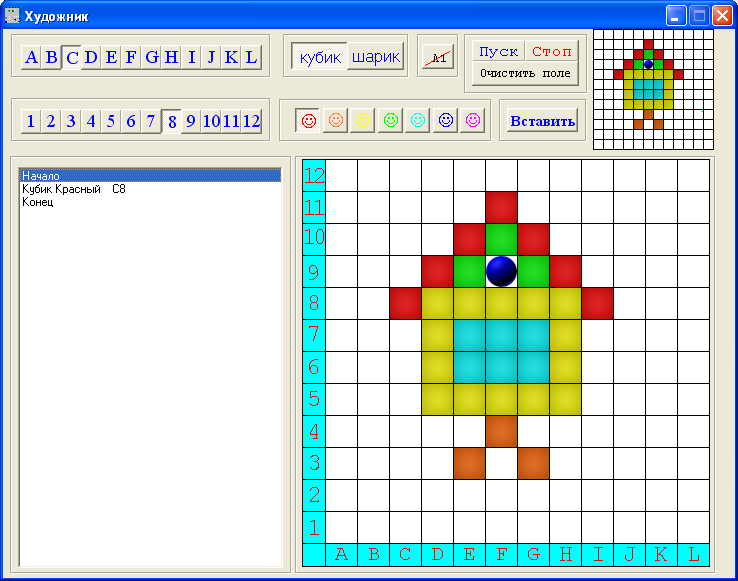 Художник
A B C D E F G H I J K L
кубик шарик
A1
Пуск Стоп
Очистить поле
1 2 3 4 5 6 7 8 9 10 11 12
Вставить
Начало
Кубик Красный C8
Конец
12
11
10
9
8
7
6
5
4
3
2
1
A B C D E F G H I J K L